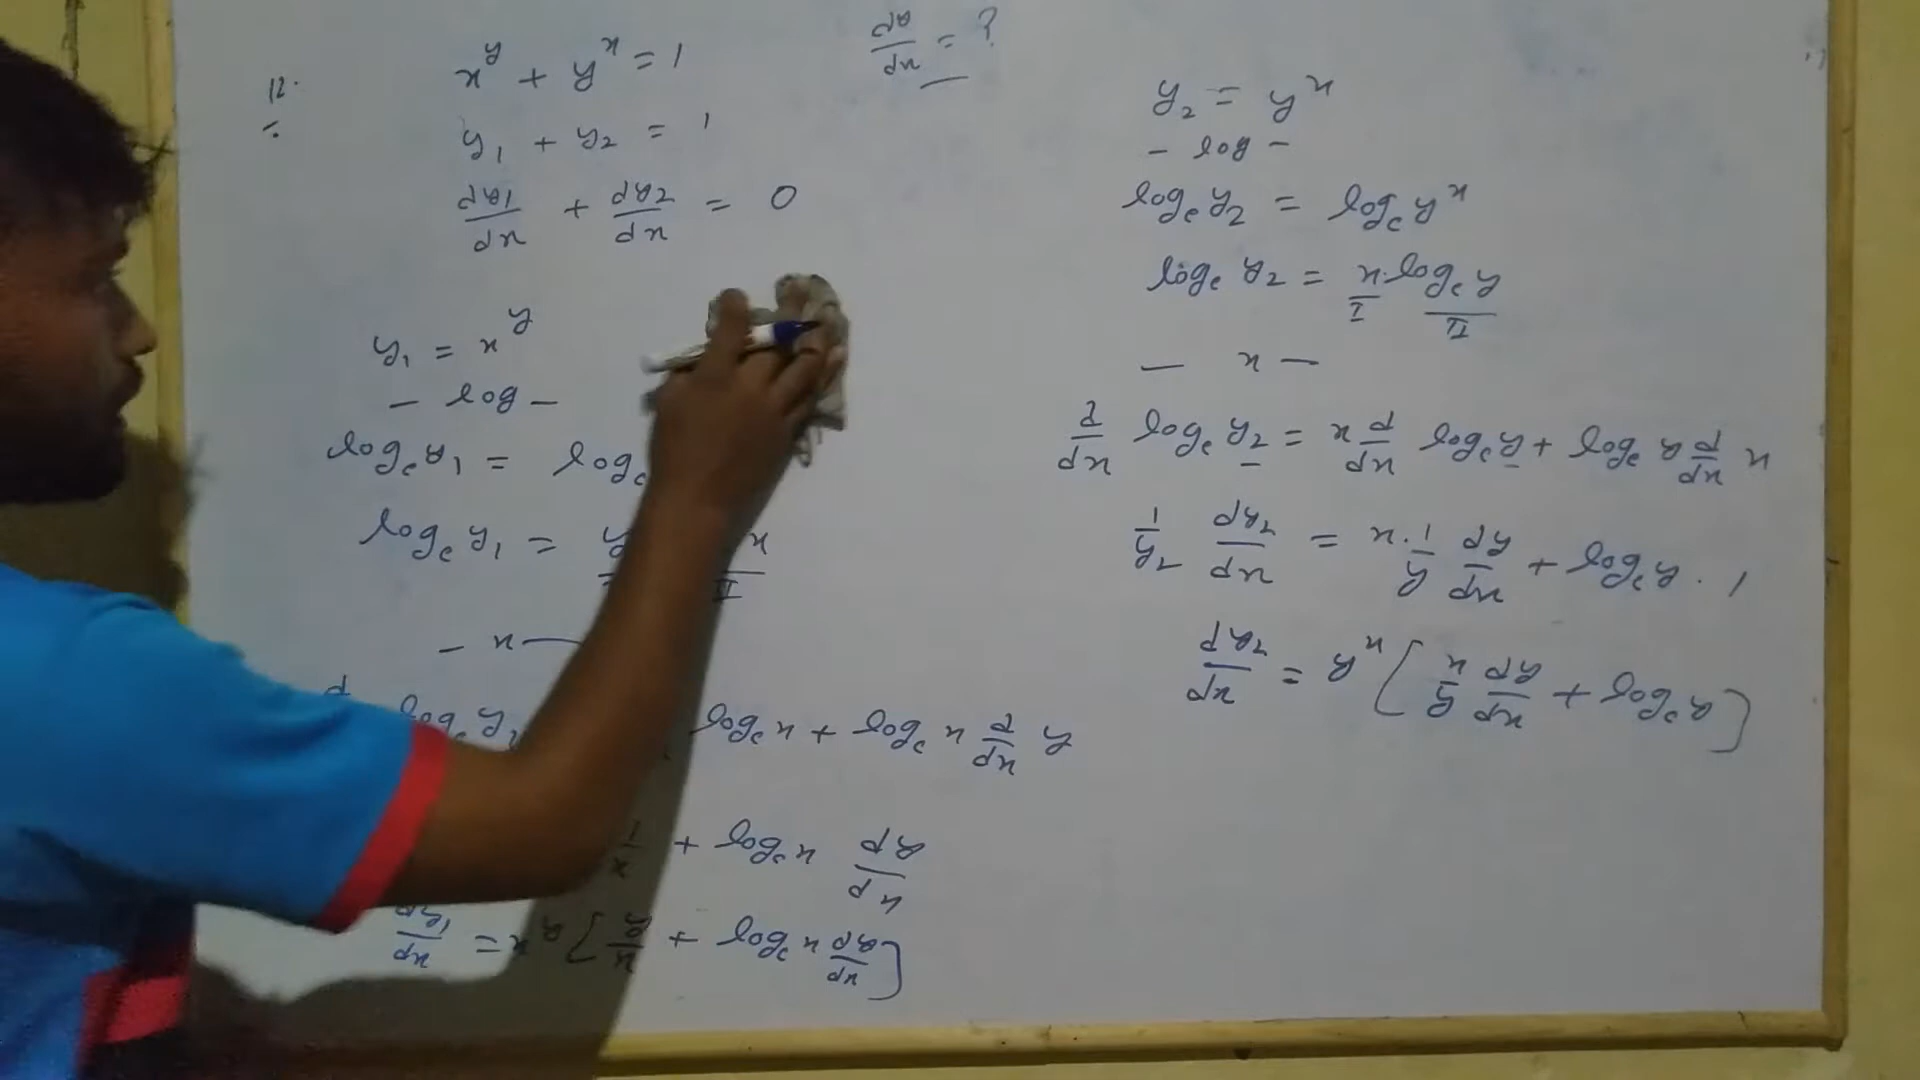 12.
x^y + y^x = 1
dy/dx = ?
y₁ + y₂ = 1
dy₁/dx + dy₂/dx = 0
y₁ = x^y
- log -
logₑ y₁ = logₑ
logₑ y₁ = y x
II
- x -
logₑ y₁ logₑ x + logₑ x d/dx y
1/x + logₑ x dy/dx
dy₁/dx = x^y [y/x + logₑ x dy/dx]
y₂ = y^x
- log -
logₑ y₂ = logₑ y^x
logₑ y₂ = x · logₑ y
I II
- x -
d/dx logₑ y₂ = x d/dx logₑ y + logₑ y d/dx x
1/y₂ dy₂/dx = x · 1/y dy/dx + logₑ y · 1
dy₂/dx = y^x [x/y dy/dx + logₑ y]